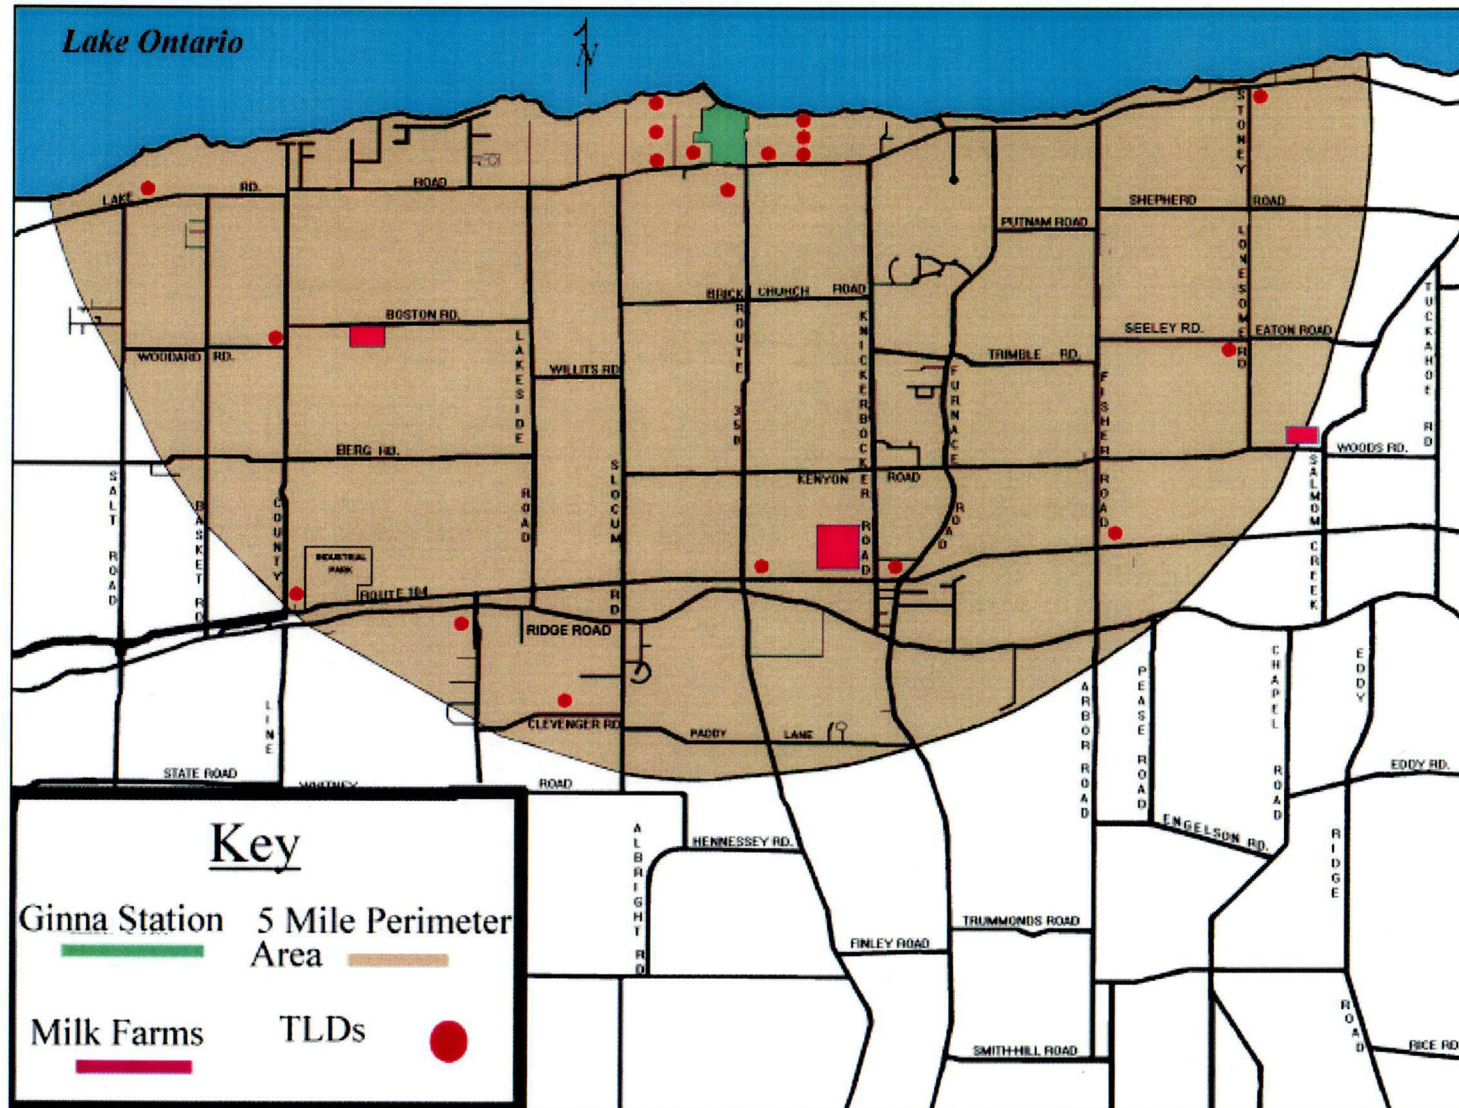 Lake Ontario
N
STONEY
LAKE
RD.
ROAD
SHEPHERD
ROAD
PUTNAM ROAD
LONESOME RD
TUCKAHOE RD
BRICK
CHURCH
ROAD
BOSTON RD.
ROUTE 350
KNICKERBOCKER ROAD
SEELEY RD.
EATON ROAD
LAKESIDE
ROAD
WOODARD
RD.
TRIMBLE
RD.
WILLITS RD
FURNACE
ROAD
FISHER ROAD
BERG RD.
WOODS RD.
SALMOM CREEK
SALT ROAD
BASKET RD
COUNTY
LINE
SLOCUM RD
KENYON
ROAD
INDUSTRIAL
PARK
ROUTE 104
RIDGE ROAD
CLEVENGER RD
PADDY
LANE
ARBOR ROAD
PEASE ROAD
CHAPEL ROAD
EDDY
RIDGE
ROAD
STATE ROAD
WHITNEY
ROAD
EDDY RD.
ALBRIGHT RD
HENNESSEY RD.
ENGELSON RD.
TRUMMONDS ROAD
FINLEY ROAD
SMITH-HILL ROAD
RICE RD
Key
Ginna Station
5 Mile Perimeter
Area
Milk Farms
TLDs